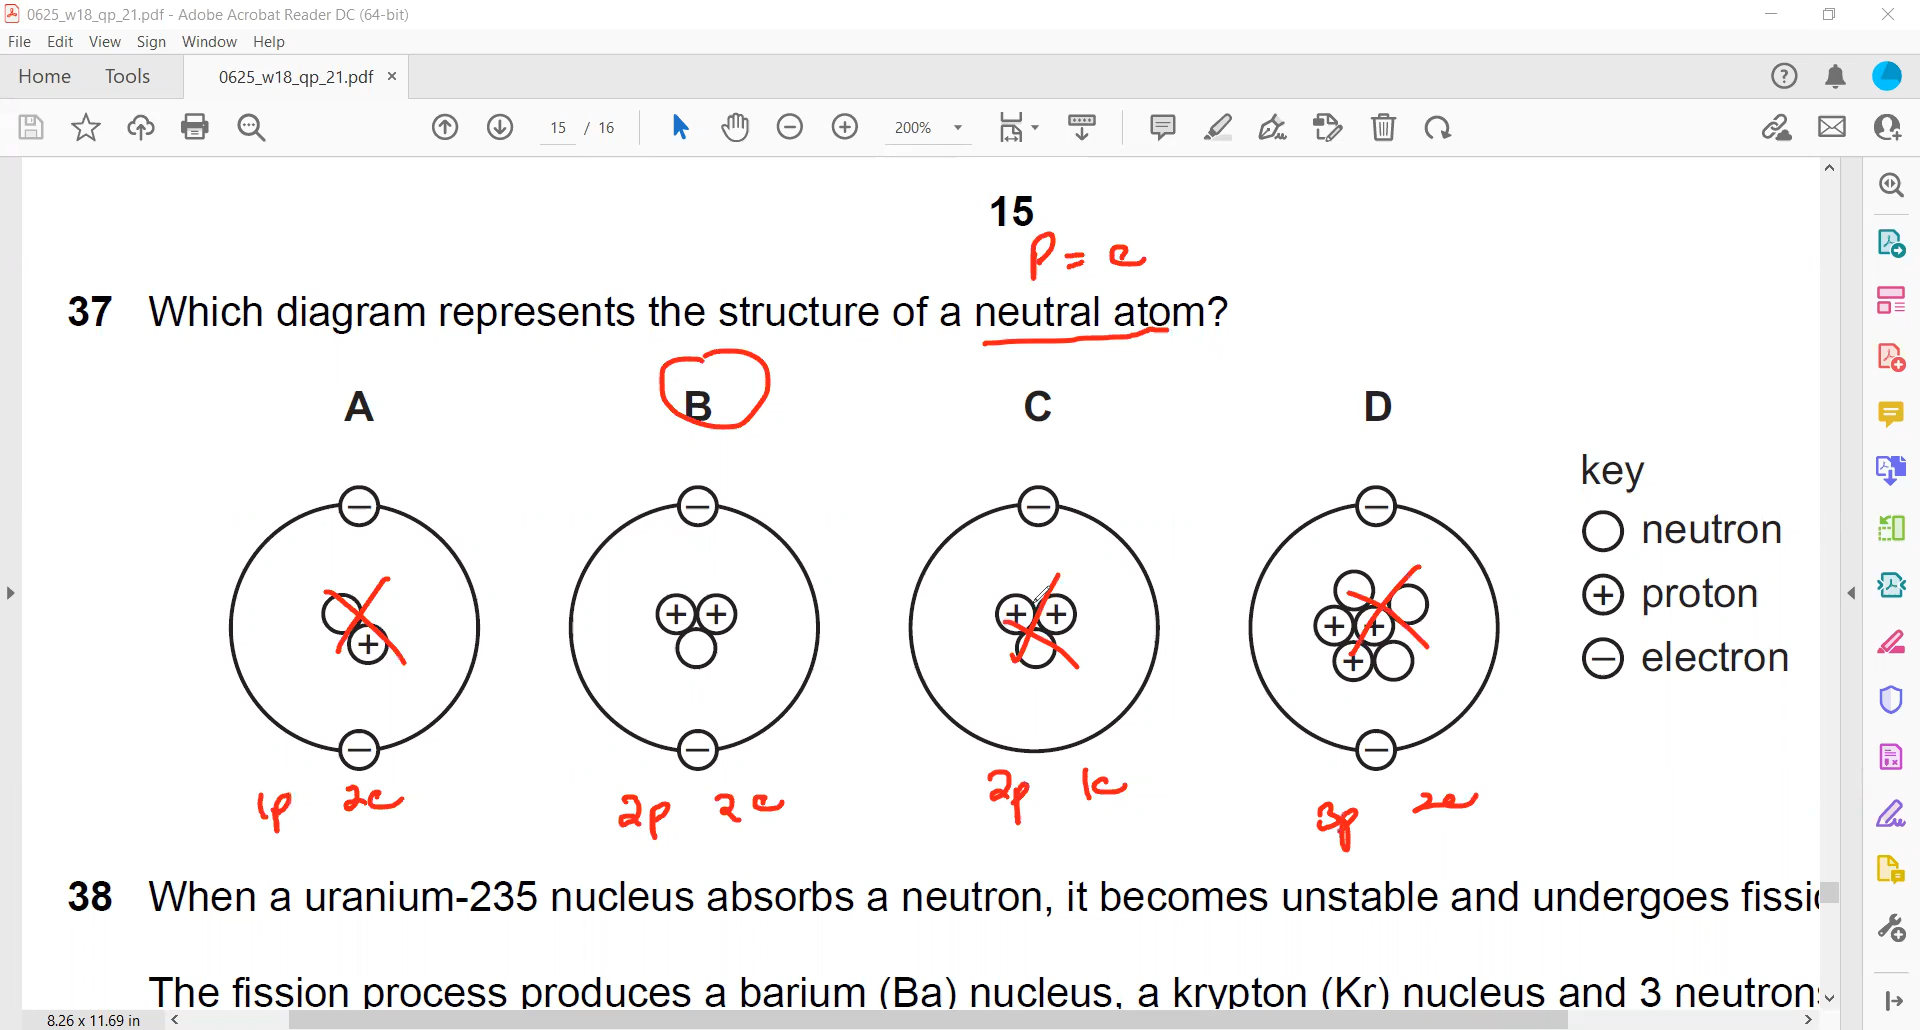 0625_w18_qp_21.pdf - Adobe Acrobat Reader DC (64-bit)
File Edit View Sign Window Help
Home Tools 0625_w18_qp_21.pdf ×
15 / 16 200%
15
P = e
37 Which diagram represents the structure of a neutral atom?
A B C D
key
neutron
proton
electron
1p 2e 2p 2e 2p 1e 3p 2e
38 When a uranium-235 nucleus absorbs a neutron, it becomes unstable and undergoes fissi
The fission process produces a barium (Ba) nucleus, a krypton (Kr) nucleus and 3 neutron
8.26 x 11.69 in